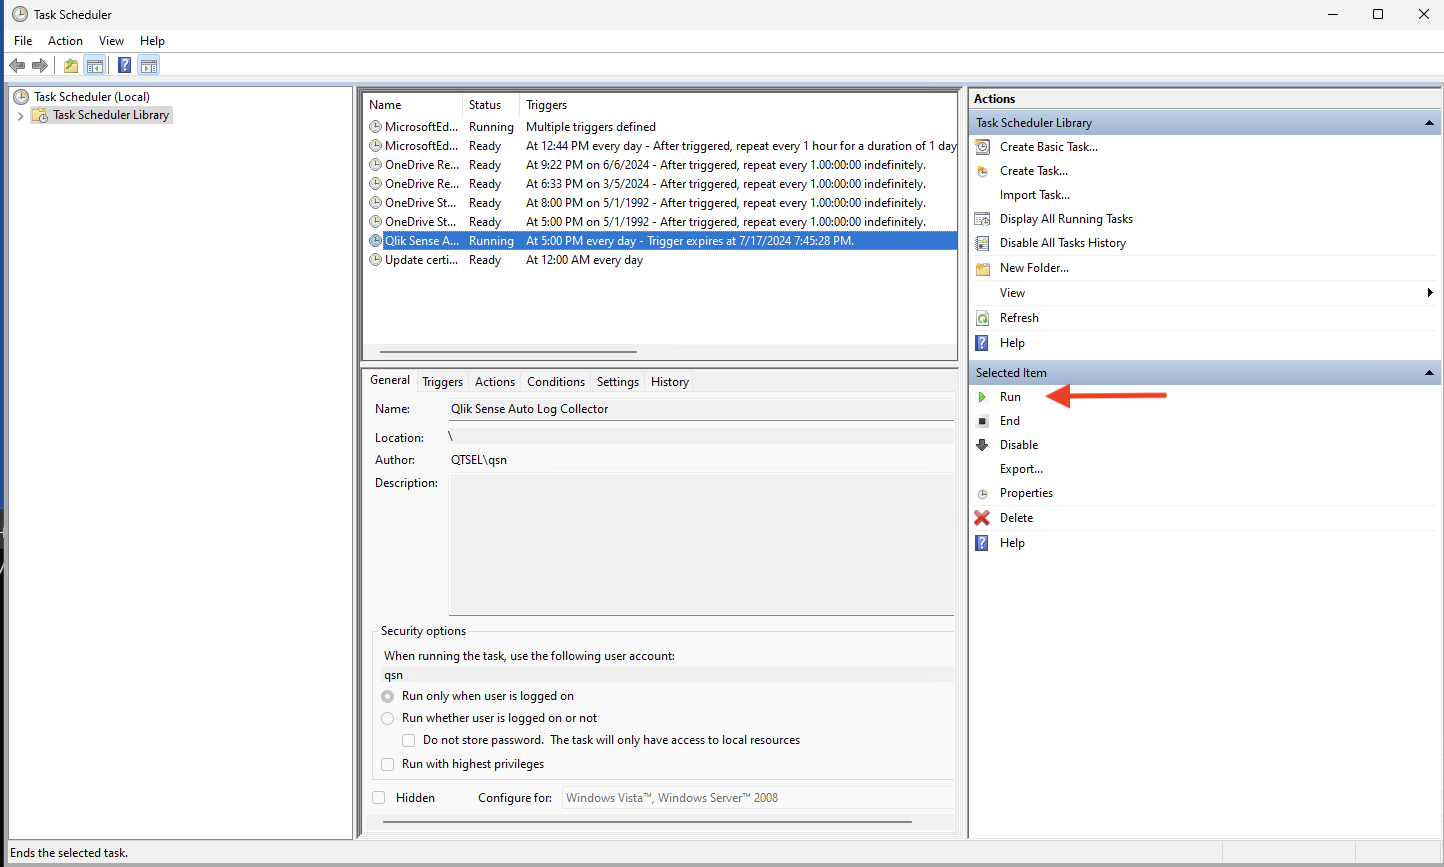 Task Scheduler
File Action View Help
Task Scheduler (Local)
Task Scheduler Library
Name Status Triggers
MicrosoftEd... Running Multiple triggers defined
MicrosoftEd... Ready At 12:44 PM every day - After triggered, repeat every 1 hour for a duration of 1 day
OneDrive Re... Ready At 9:22 PM on 6/6/2024 - After triggered, repeat every 1.00:00:00 indefinitely.
OneDrive Re... Ready At 6:33 PM on 3/5/2024 - After triggered, repeat every 1.00:00:00 indefinitely.
OneDrive St... Ready At 8:00 PM on 5/1/1992 - After triggered, repeat every 1.00:00:00 indefinitely.
OneDrive St... Ready At 5:00 PM on 5/1/1992 - After triggered, repeat every 1.00:00:00 indefinitely.
Qlik Sense A... Running At 5:00 PM every day - Trigger expires at 7/17/2024 7:45:28 PM.
Update certi... Ready At 12:00 AM every day
General Triggers Actions Conditions Settings History
Name: Qlik Sense Auto Log Collector
Location: \
Author: QTSEL\qsn
Description:
Security options
When running the task, use the following user account:
qsn
Run only when user is logged on
Run whether user is logged on or not
Do not store password. The task will only have access to local resources
Run with highest privileges
Hidden Configure for: Windows Vista™, Windows Server™ 2008
Actions
Task Scheduler Library
Create Basic Task...
Create Task...
Import Task...
Display All Running Tasks
Disable All Tasks History
New Folder...
View
Refresh
Help
Selected Item
Run
End
Disable
Export...
Properties
Delete
Help
Ends the selected task.